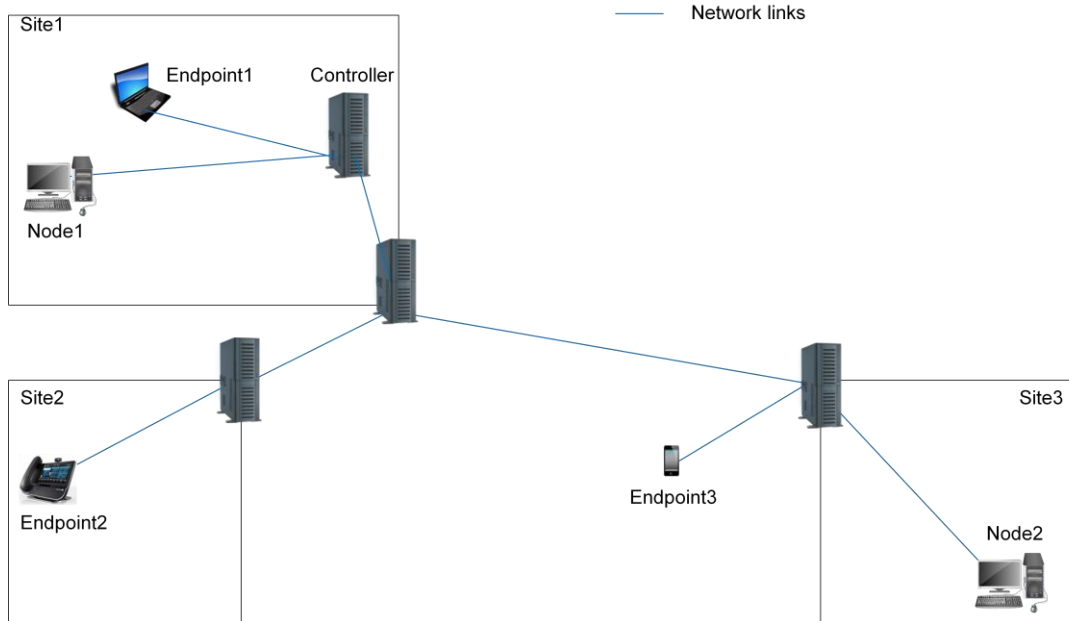 Network links
Site1
Endpoint1
Controller
Node1
Site2
Site3
Endpoint3
Endpoint2
Node2